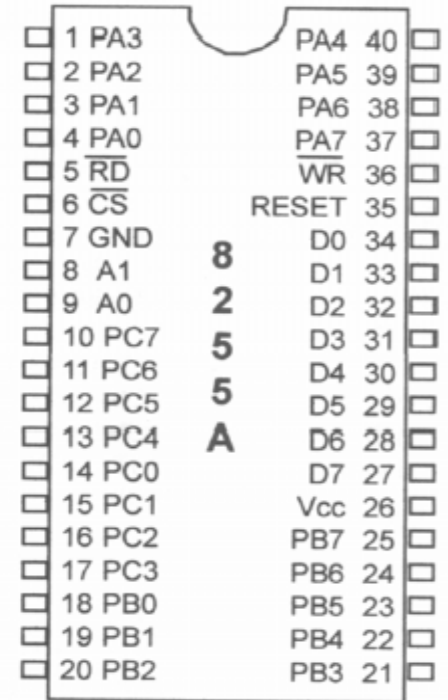 1 PA3 PA4 40
2 PA2 PA5 39
3 PA1 PA6 38
4 PA0 PA7 37
5 R̅D̅ W̅R̅ 36
6 C̅S̅ RESET 35
7 GND D0 34
8 A1 D1 33
9 A0 D2 32
10 PC7 D3 31
11 PC6 D4 30
12 PC5 D5 29
13 PC4 D6 28
14 PC0 D7 27
15 PC1 Vcc 26
16 PC2 PB7 25
17 PC3 PB6 24
18 PB0 PB5 23
19 PB1 PB4 22
20 PB2 PB3 21
8
2
5
5
A